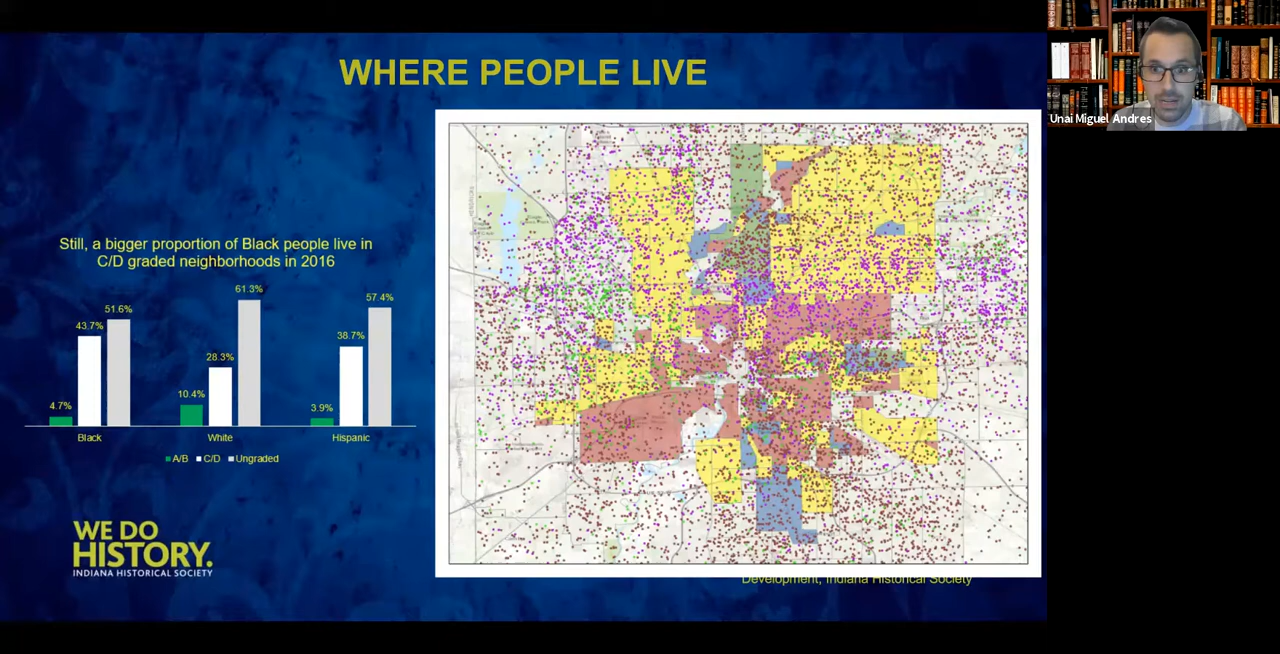 WHERE PEOPLE LIVE
Unai Miguel Andres
Still, a bigger proportion of Black people live in
C/D graded neighborhoods in 2016
61.3%
57.4%
51.6%
43.7%
38.7%
28.3%
10.4%
4.7%
3.9%
Black White Hispanic
A/B C/D Ungraded
WE DO
HISTORY.
INDIANA HISTORICAL SOCIETY
Development, Indiana Historical Society